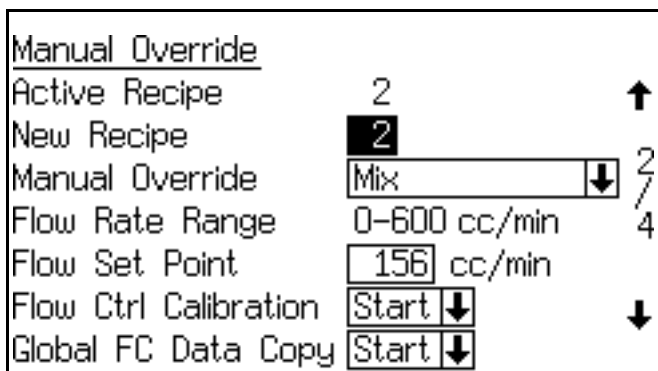 Manual Override
Active Recipe 2
New Recipe 2
Manual Override Mix
Flow Rate Range 0-600 cc/min
Flow Set Point 156 cc/min
Flow Ctrl Calibration Start
Global FC Data Copy Start
2/4